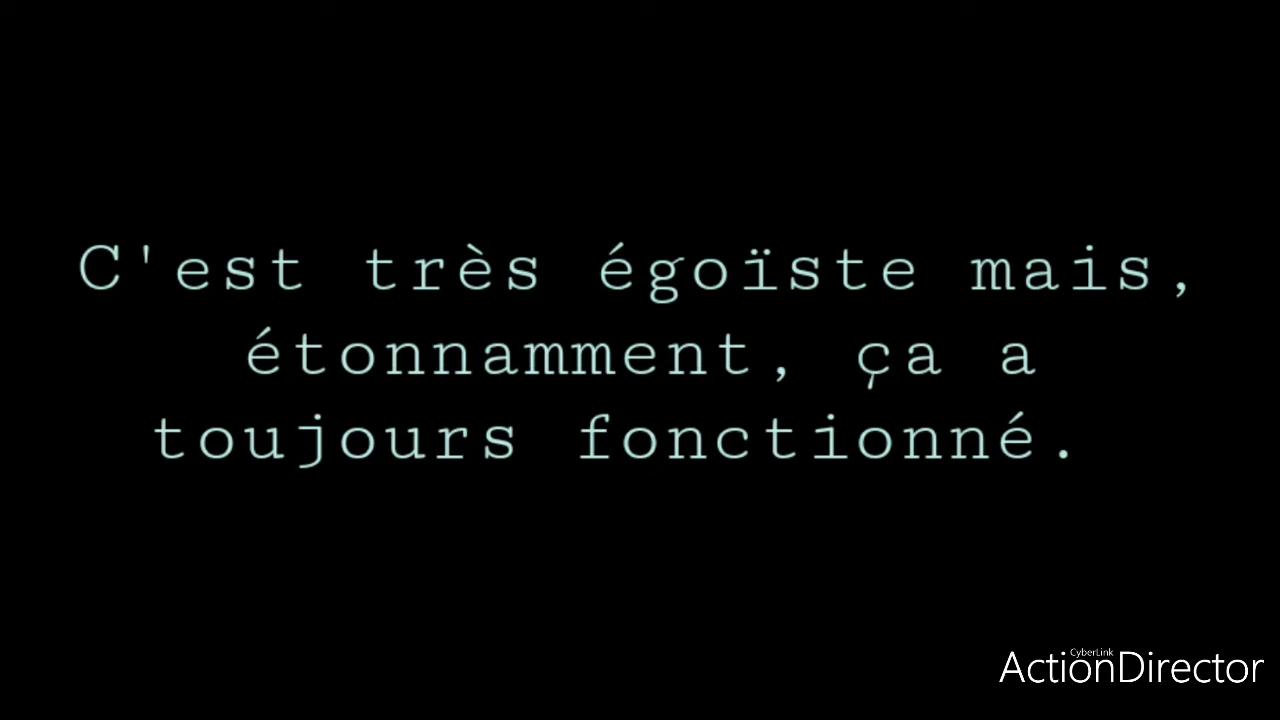 C'est très égoïste mais,
étonnamment, ça a
toujours fonctionné.
CyberLink
ActionDirector